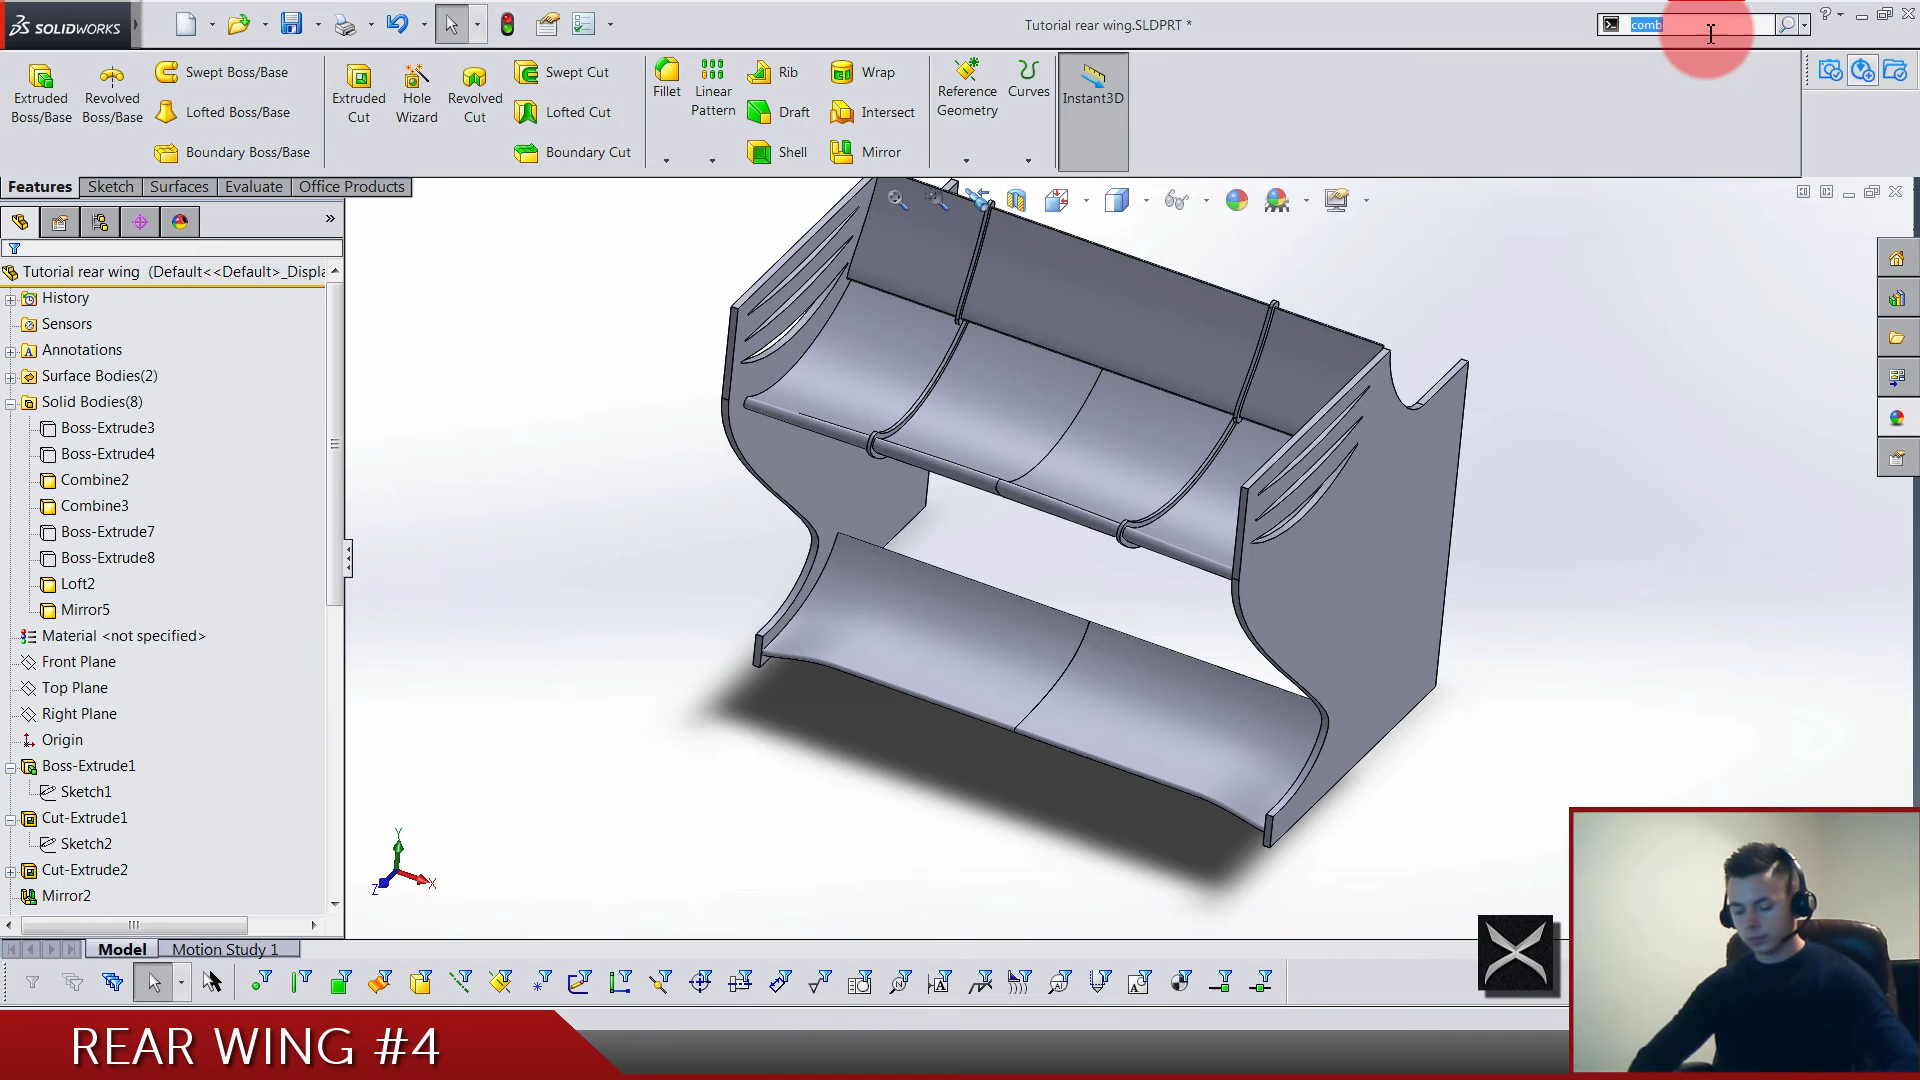 SOLIDWORKS
Tutorial rear wing.SLDPRT *
comb
?
Extruded Boss/Base
Revolved Boss/Base
Swept Boss/Base
Lofted Boss/Base
Boundary Boss/Base
Extruded Cut
Hole Wizard
Revolved Cut
Swept Cut
Lofted Cut
Boundary Cut
Fillet
Linear Pattern
Rib
Draft
Shell
Wrap
Intersect
Mirror
Reference Geometry
Curves
Instant3D
Features
Sketch
Surfaces
Evaluate
Office Products
»
Tutorial rear wing (Default<<Default>_Displa
History
Sensors
Annotations
Surface Bodies(2)
Solid Bodies(8)
Boss-Extrude3
Boss-Extrude4
Combine2
Combine3
Boss-Extrude7
Boss-Extrude8
Loft2
Mirror5
Material <not specified>
Front Plane
Top Plane
Right Plane
Origin
Boss-Extrude1
Sketch1
Cut-Extrude1
Sketch2
Cut-Extrude2
Mirror2
Y
X
Z
Model
Motion Study 1
REAR WING #4